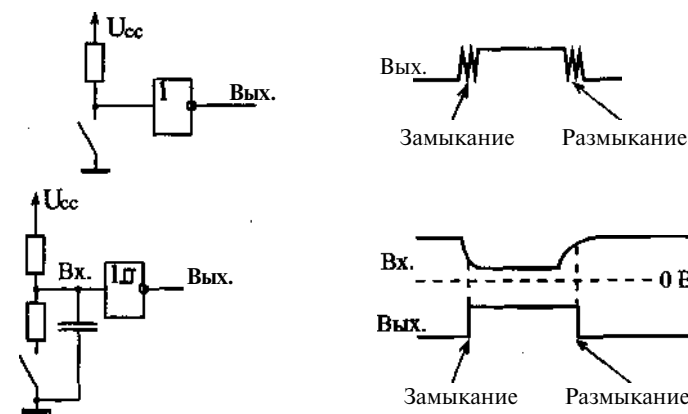 Ucc
1
Вых.
Вых.
Замыкание Размыкание
Ucc
Вх.
1
Вых.
Вх.
0 В
Вых.
Замыкание Размыкание